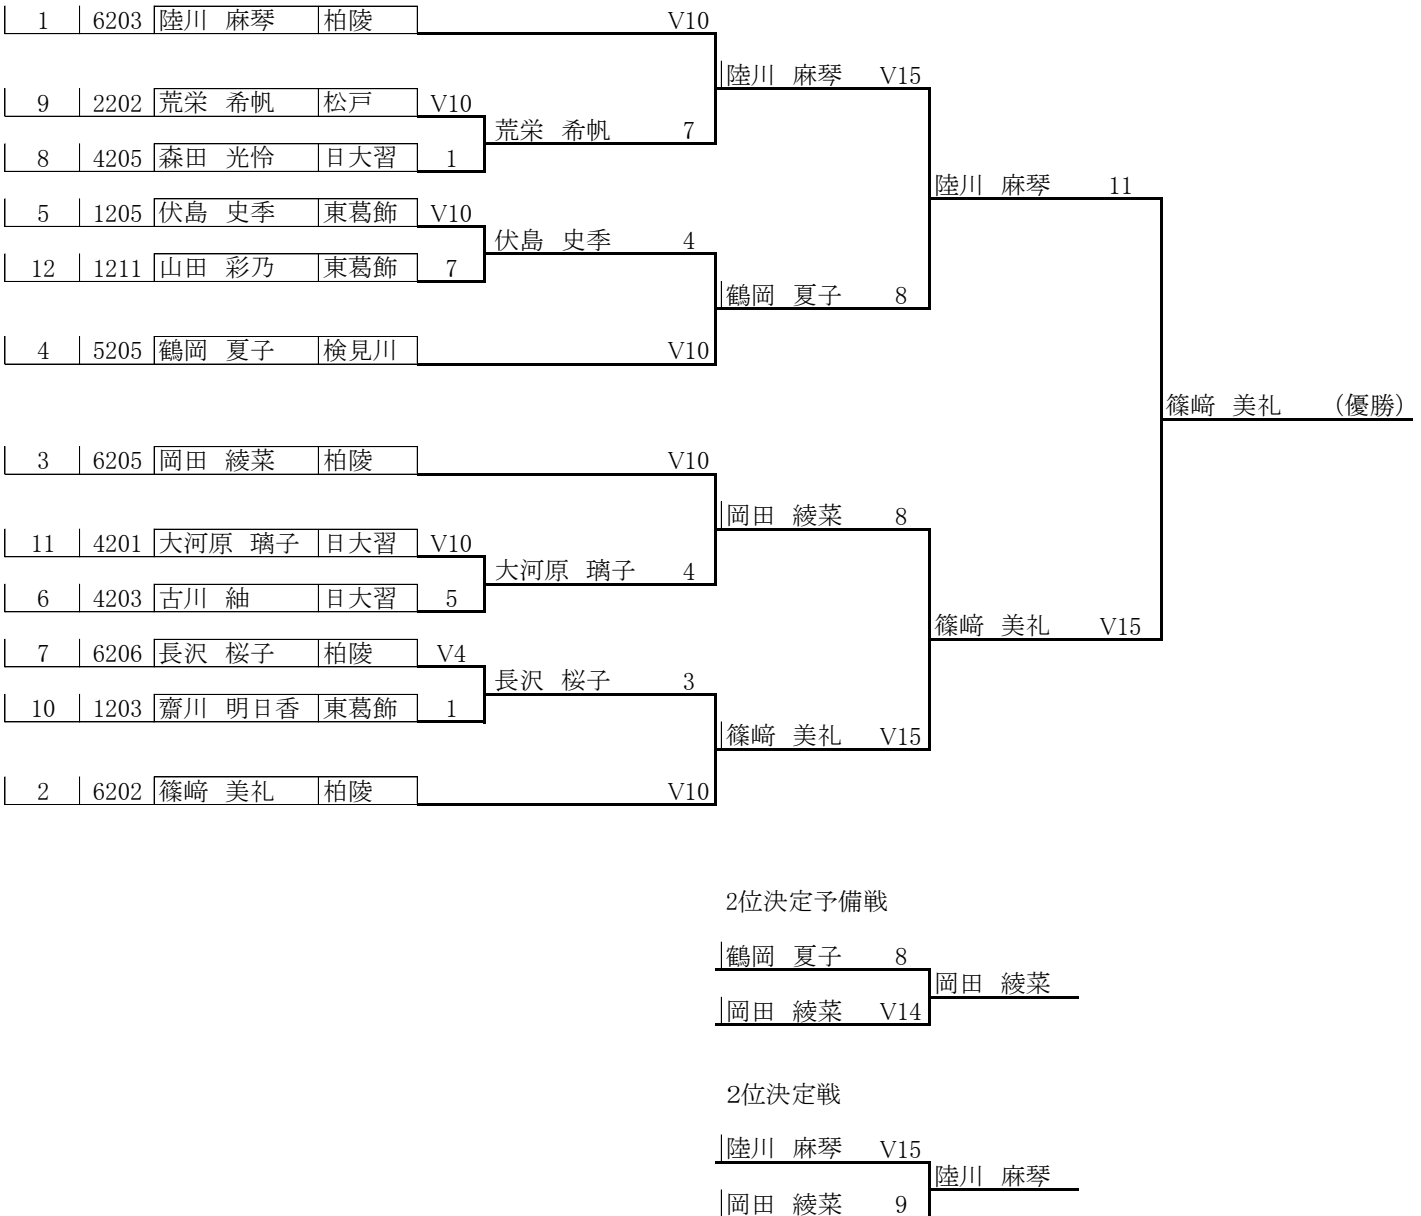 1 6203 陸川 麻琴 柏陵 V10
陸川 麻琴 V15
9 2202 荒栄 希帆 松戸 V10
荒栄 希帆 7
8 4205 森田 光怜 日大習 1
陸川 麻琴 11
5 1205 伏島 史季 東葛飾 V10
伏島 史季 4
12 1211 山田 彩乃 東葛飾 7
鶴岡 夏子 8
4 5205 鶴岡 夏子 検見川 V10
篠﨑 美礼 (優勝)
3 6205 岡田 綾菜 柏陵 V10
岡田 綾菜 8
11 4201 大河原 璃子 日大習 V10
大河原 璃子 4
6 4203 古川 紬 日大習 5
篠﨑 美礼 V15
7 6206 長沢 桜子 柏陵 V4
長沢 桜子 3
10 1203 齋川 明日香 東葛飾 1
篠﨑 美礼 V15
2 6202 篠﨑 美礼 柏陵 V10
2位決定予備戦
鶴岡 夏子 8
岡田 綾菜
岡田 綾菜 V14
2位決定戦
陸川 麻琴 V15
陸川 麻琴
岡田 綾菜 9